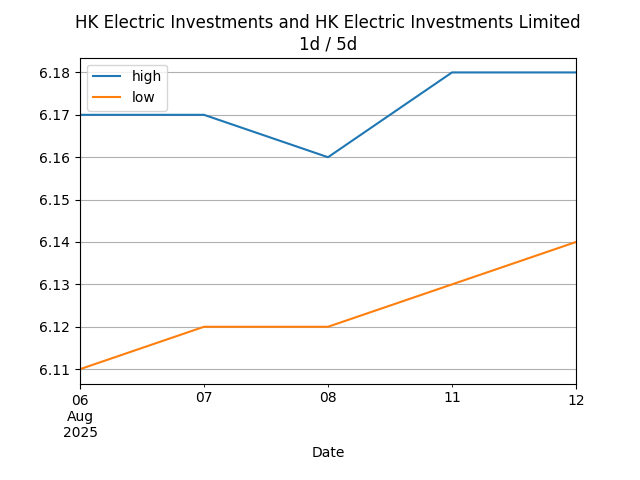 HK Electric Investments and HK Electric Investments Limited
1d / 5d
high
low
6.18
6.17
6.16
6.15
6.14
6.13
6.12
6.11
06
Aug
2025
07
08
11
12
Date